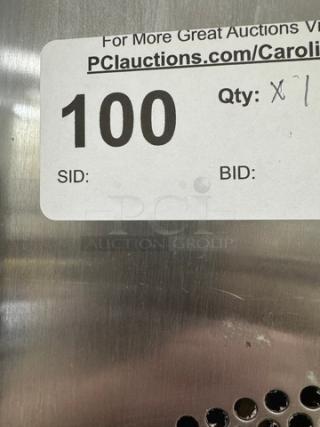 For More Great Auctions Vi
PCIauctions.com/Caroli
100
Qty: x 1
SID:
BID:
PCI
AUCTION GROUP